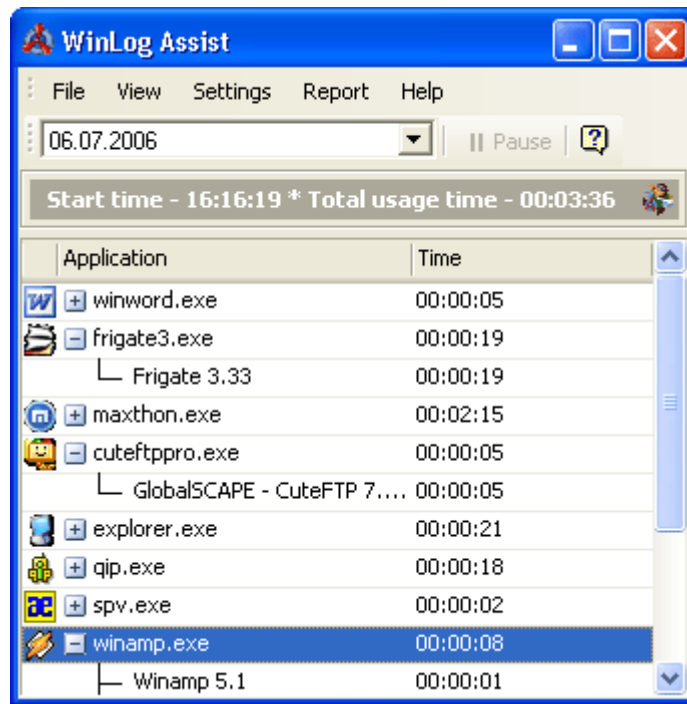 WinLog Assist
File View Settings Report Help
06.07.2006 Pause
Start time - 16:16:19 * Total usage time - 00:03:36
Application Time
winword.exe 00:00:05
frigate3.exe 00:00:19
Frigate 3.33 00:00:19
maxthon.exe 00:02:15
cuteftppro.exe 00:00:05
GlobalSCAPE - CuteFTP 7.... 00:00:05
explorer.exe 00:00:21
qip.exe 00:00:18
spv.exe 00:00:02
winamp.exe 00:00:08
Winamp 5.1 00:00:01